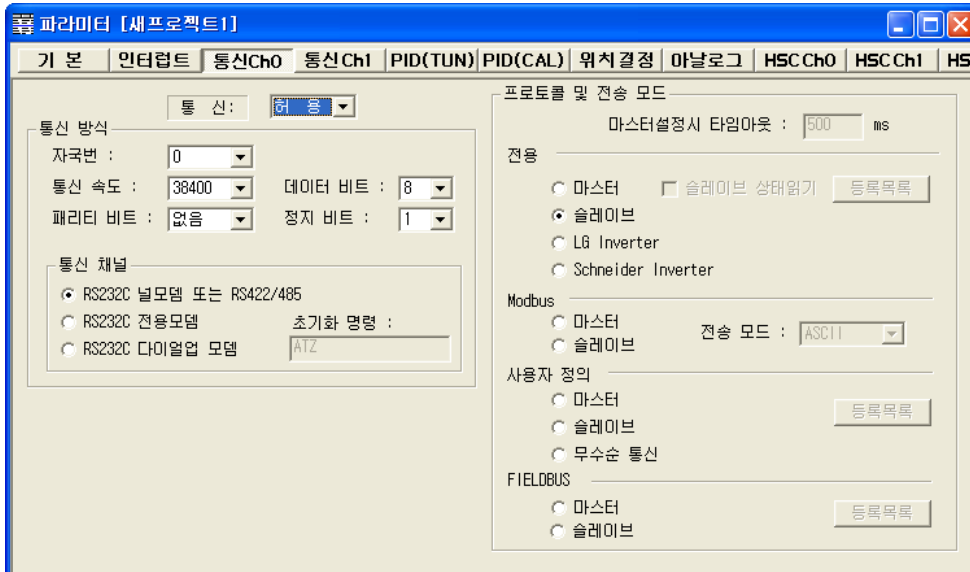 파라미터 [새프로젝트1]
기 본 인터럽트 통신Ch0 통신Ch1 PID(TUN) PID(CAL) 위치결정 아날로그 HSCCh0 HSCCh1 HS
통 신: 허 용
통신 방식
자국번 : 0
통신 속도 : 38400 데이터 비트 : 8
패리티 비트 : 없음 정지 비트 : 1
통신 채널
RS232C 널모뎀 또는 RS422/485
RS232C 전용모뎀 초기화 명령 :
RS232C 다이얼업 모뎀 ATZ
프로토콜 및 전송 모드
마스터설정시 타임아웃 : 500 ms
전용
마스터 슬레이브 상태읽기 등록목록
슬레이브
LG Inverter
Schneider Inverter
Modbus
마스터 전송 모드 : ASCII
슬레이브
사용자 정의
마스터 등록목록
슬레이브
무수순 통신
FIELDBUS
마스터 등록목록
슬레이브